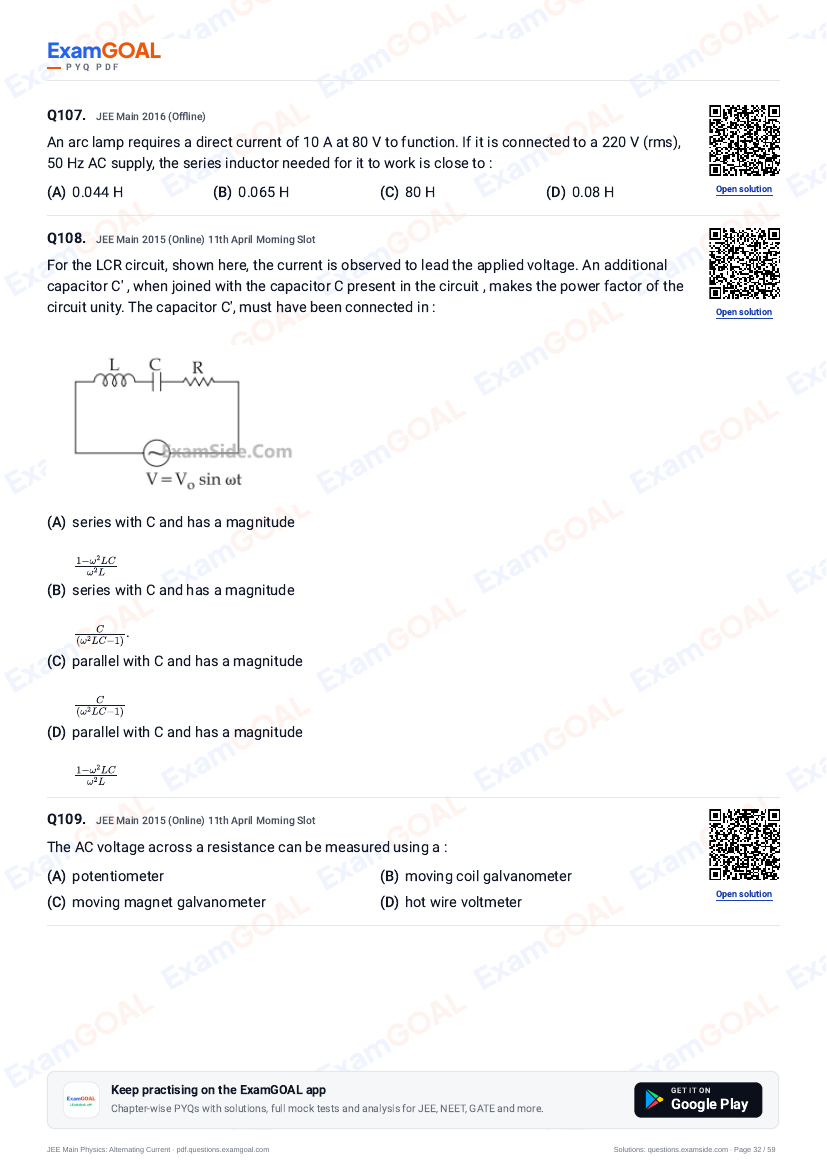 ExamGOAL
PYQ PDF
Q107. JEE Main 2016 (Offline)
An arc lamp requires a direct current of 10 A at 80 V to function. If it is connected to a 220 V (rms),
50 Hz AC supply, the series inductor needed for it to work is close to :
(A) 0.044 H (B) 0.065 H (C) 80 H (D) 0.08 H
Open solution
Q108. JEE Main 2015 (Online) 11th April Morning Slot
For the LCR circuit, shown here, the current is observed to lead the applied voltage. An additional
capacitor C' , when joined with the capacitor C present in the circuit , makes the power factor of the
circuit unity. The capacitor C', must have been connected in :
Open solution
L C R
ExamSide.Com
V = V₀ sin ωt
(A) series with C and has a magnitude
\frac{1-ω²LC}{ω²L}
(B) series with C and has a magnitude
\frac{C}{(ω²LC-1)}.
(C) parallel with C and has a magnitude
\frac{C}{(ω²LC-1)}
(D) parallel with C and has a magnitude
\frac{1-ω²LC}{ω²L}
Q109. JEE Main 2015 (Online) 11th April Morning Slot
The AC voltage across a resistance can be measured using a :
(A) potentiometer (B) moving coil galvanometer
(C) moving magnet galvanometer (D) hot wire voltmeter
Open solution
ExamGOAL
Keep practising on the ExamGOAL app
Chapter-wise PYQs with solutions, full mock tests and analysis for JEE, NEET, GATE and more.
GET IT ON
Google Play
JEE Main Physics: Alternating Current · pdf.questions.examgoal.com
Solutions: questions.examside.com · Page 32 / 59